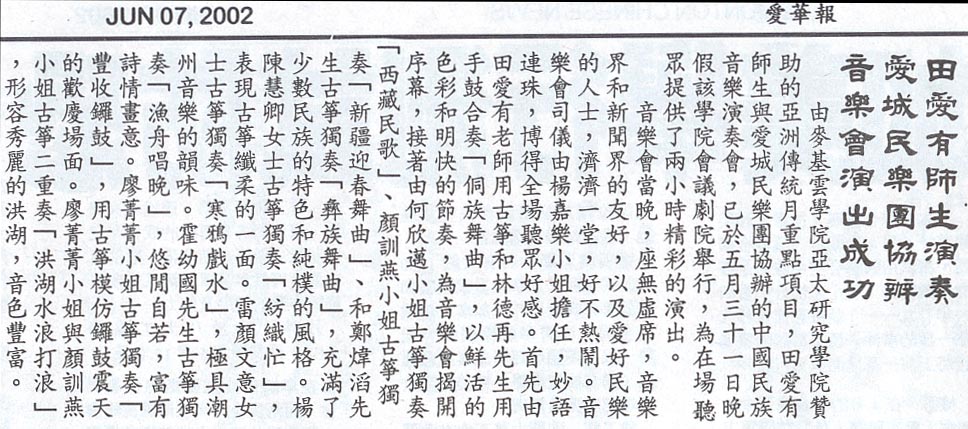 JUN 07, 2002
愛華報
田愛有師生演奏
愛城民樂團協辦
音樂會演出成功
由麥基雲學院亞太研究學院贊
助的亞洲傳統月重點項目，田愛有
師生與愛城民樂團協辦的中國民族
音樂演奏會，已於五月三十一日晚
假該學院會議劇院舉行，為在場聽
眾提供了兩小時精彩的演出。
音樂會當晚，座無虛席，音樂
界和新聞界的友好，以及愛好民樂
的人士，濟濟一堂，好不熱鬧，音
樂會司儀由楊嘉樂小姐擔任，妙語
連珠，博得全場聽眾好感。首先由
田愛有老師用古箏和林德再先生用
手鼓合奏「侗族舞曲」，以鮮活的
色彩和明快的節奏，為音樂會揭開
序幕，接著由何欣邁小姐古箏獨奏
「西藏民歌」、顏訓燕小姐古箏獨
奏「新疆迎春舞曲」、和鄭煒滔先
生古箏獨奏「彝族舞曲」，充滿了
少數民族的特色和純樸的風格。楊
陳慧卿女士古箏獨奏「紡織忙」，
表現古箏纖柔的一面。雷顏文意女
士古箏獨奏「寒鴉戲水」，極具潮
州音樂的韻味。霍幼國先生古箏獨
奏「漁舟唱晚」，悠閒自若，富有
詩情畫意。廖菁菁小姐古箏獨奏「
豐收鑼鼓」，用古箏模仿鑼鼓震天
的歡慶場面。廖菁菁小姐與顏訓燕
小姐古箏二重奏「洪湖水浪打浪」
，形容秀麗的洪湖，音色豐富。